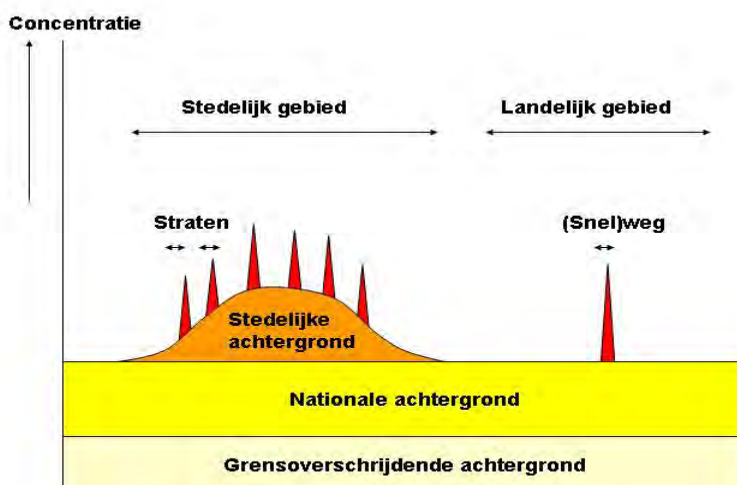 Concentratie
Stedelijk gebied
Landelijk gebied
Straten
(Snel)weg
Stedelijke
achtergrond
Nationale achtergrond
Grensoverschrijdende achtergrond